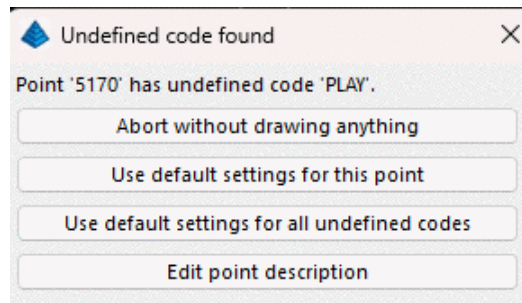 Undefined code found
Point '5170' has undefined code 'PLAY'.
Abort without drawing anything
Use default settings for this point
Use default settings for all undefined codes
Edit point description